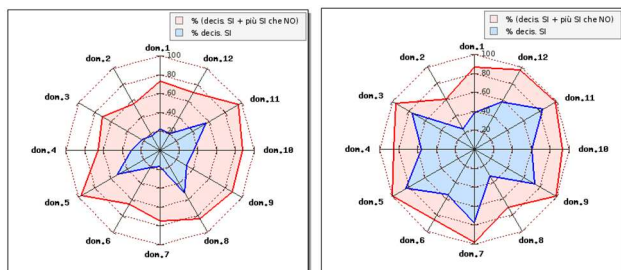 % (decis. SI + più SI che NO)
% decis. SI
dom.1
dom.2
dom.12
dom.3
dom.11
dom.4
dom.10
dom.5
dom.9
dom.6
dom.8
dom.7
100
80
60
40
20
% (decis. SI + più SI che NO)
% decis. SI
dom.1
dom.2
dom.12
dom.3
dom.11
dom.4
dom.10
dom.5
dom.9
dom.6
dom.8
dom.7
100
80
60
40
20